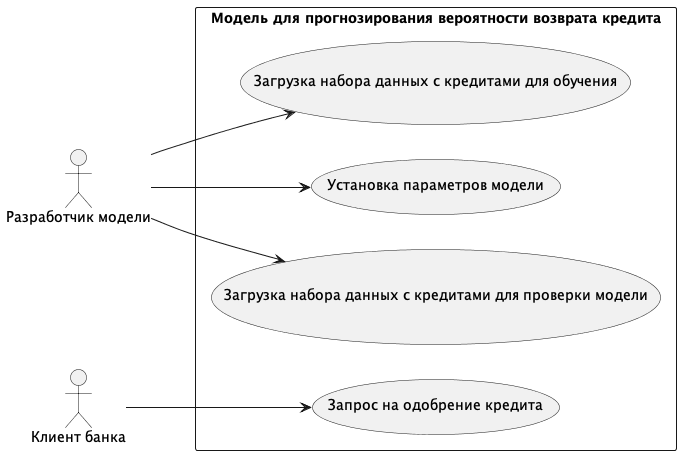 Модель для прогнозирования вероятности возврата кредита
Загрузка набора данных с кредитами для обучения
Установка параметров модели
Разработчик модели
Загрузка набора данных с кредитами для проверки модели
Запрос на одобрение кредита
Клиент банка